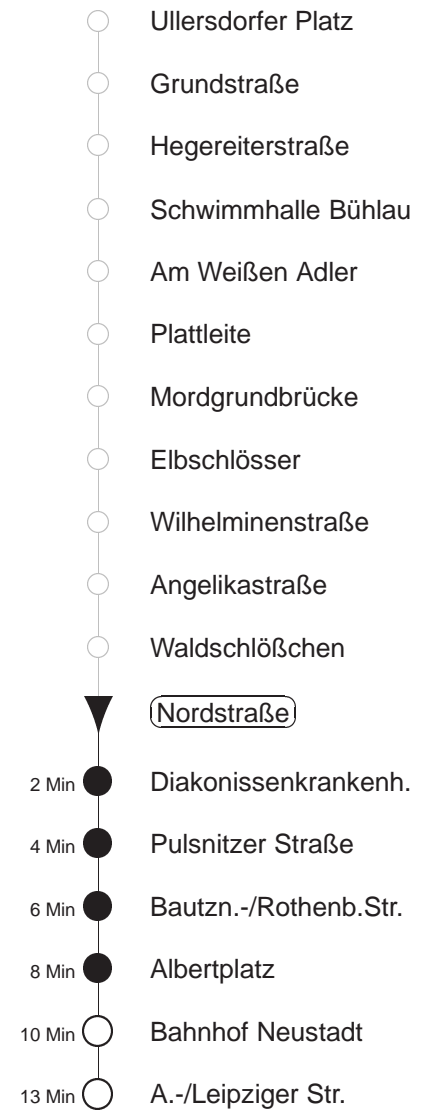 Ullersdorfer Platz
Grundstraße
Hegereiterstraße
Schwimmhalle Bühlau
Am Weißen Adler
Plattleite
Mordgrundbrücke
Elbschlösser
Wilhelminenstraße
Angelikastraße
Waldschlößchen
Nordstraße
2 Min Diakonissenkrankenh.
4 Min Pulsnitzer Straße
6 Min Bautzn.-/Rothenb.Str.
8 Min Albertplatz
10 Min Bahnhof Neustadt
13 Min A.-/Leipziger Str.